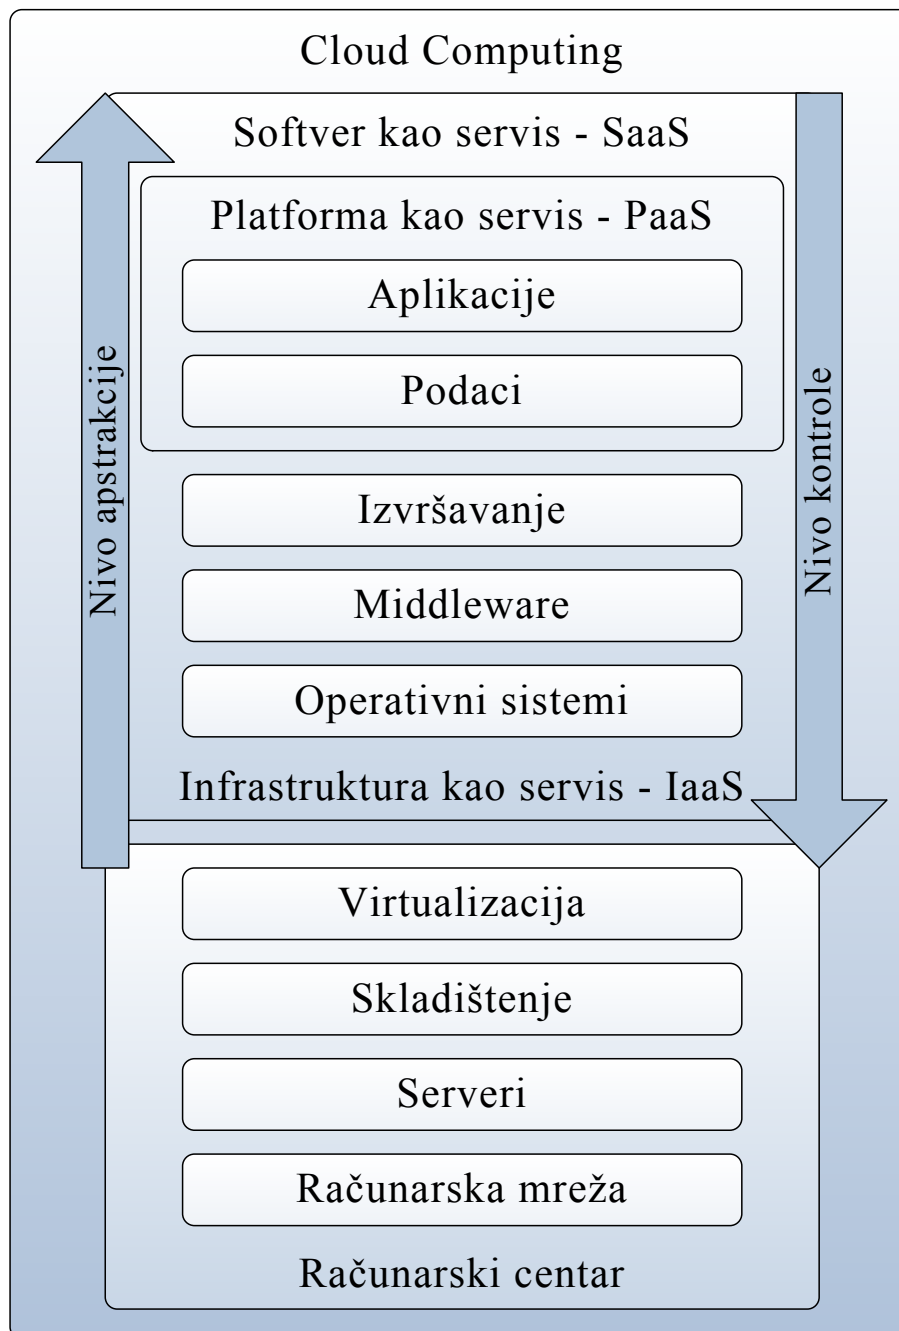 Cloud Computing
Softver kao servis - SaaS
Platforma kao servis - PaaS
Aplikacije
Podaci
Nivo apstrakcije
Nivo kontrole
Izvršavanje
Middleware
Operativni sistemi
Infrastruktura kao servis - IaaS
Virtualizacija
Skladištenje
Serveri
Računarska mreža
Računarski centar